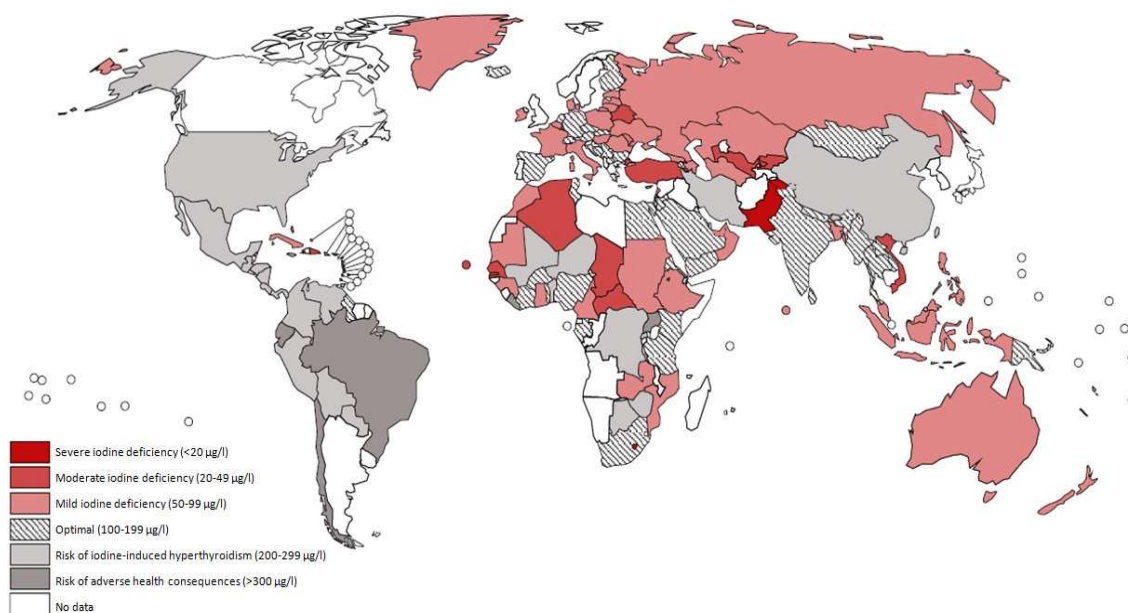 Severe iodine deficiency (<20 µg/l)
Moderate iodine deficiency (20-49 µg/l)
Mild iodine deficiency (50-99 µg/l)
Optimal (100-199 µg/l)
Risk of iodine-induced hyperthyroidism (200-299 µg/l)
Risk of adverse health consequences (>300 µg/l)
No data